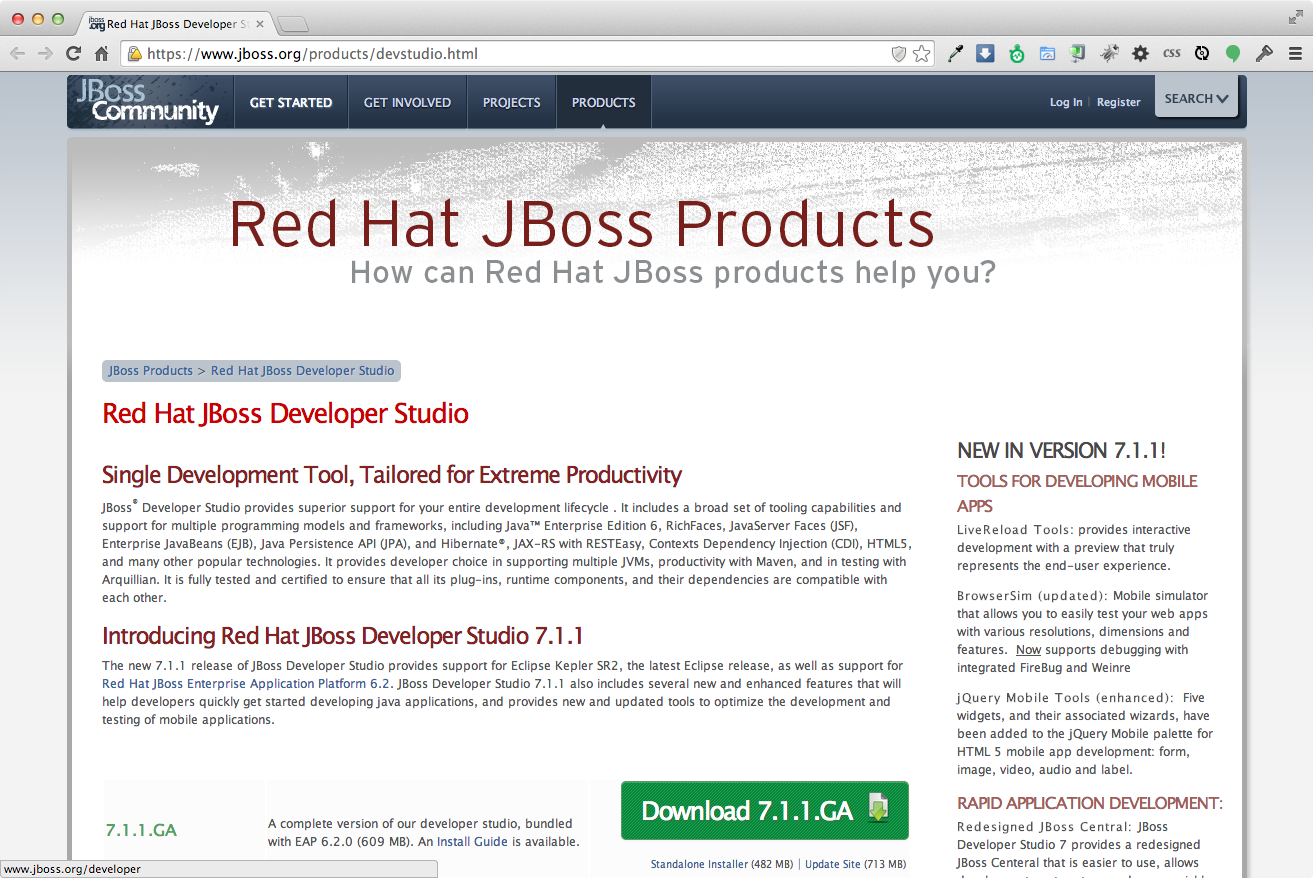 Red Hat JBoss Developer St
https://www.jboss.org/products/devstudio.html
css
JBoss
Community
GET STARTED
GET INVOLVED
PROJECTS
PRODUCTS
Log In
Register
SEARCH
Red Hat JBoss Products
How can Red Hat JBoss products help you?
JBoss Products > Red Hat JBoss Developer Studio
Red Hat JBoss Developer Studio
Single Development Tool, Tailored for Extreme Productivity
JBoss® Developer Studio provides superior support for your entire development lifecycle . It includes a broad set of tooling capabilities and
support for multiple programming models and frameworks, including Java™ Enterprise Edition 6, RichFaces, JavaServer Faces (JSF),
Enterprise JavaBeans (EJB), Java Persistence API (JPA), and Hibernate®, JAX-RS with RESTEasy, Contexts Dependency Injection (CDI), HTML5,
and many other popular technologies. It provides developer choice in supporting multiple JVMs, productivity with Maven, and in testing with
Arquillian. It is fully tested and certified to ensure that all its plug-ins, runtime components, and their dependencies are compatible with
each other.
Introducing Red Hat JBoss Developer Studio 7.1.1
The new 7.1.1 release of JBoss Developer Studio provides support for Eclipse Kepler SR2, the latest Eclipse release, as well as support for
Red Hat JBoss Enterprise Application Platform 6.2. JBoss Developer Studio 7.1.1 also includes several new and enhanced features that will
help developers quickly get started developing java applications, and provides new and updated tools to optimize the development and
testing of mobile applications.
7.1.1.GA
A complete version of our developer studio, bundled
with EAP 6.2.0 (609 MB). An Install Guide is available.
Download 7.1.1.GA
Standalone Installer (482 MB) | Update Site (713 MB)
NEW IN VERSION 7.1.1!
TOOLS FOR DEVELOPING MOBILE
APPS
LiveReload Tools: provides interactive
development with a preview that truly
represents the end-user experience.
BrowserSim (updated): Mobile simulator
that allows you to easily test your web apps
with various resolutions, dimensions and
features. Now supports debugging with
integrated FireBug and Weinre
jQuery Mobile Tools (enhanced): Five
widgets, and their associated wizards, have
been added to the jQuery Mobile palette for
HTML 5 mobile app development: form,
image, video, audio and label.
RAPID APPLICATION DEVELOPMENT:
Redesigned JBoss Central: JBoss
Developer Studio 7 provides a redesigned
JBoss Centeral that is easier to use, allows
www.jboss.org/developer